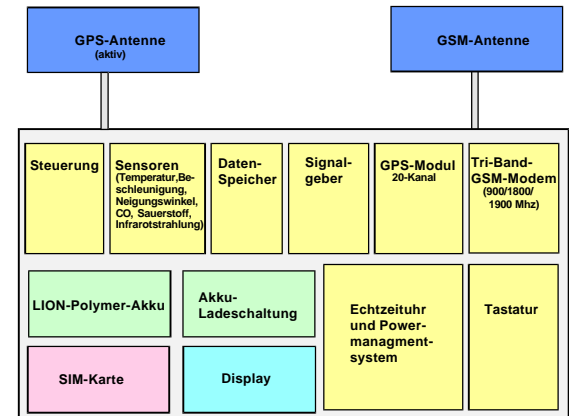 GPS-Antenne
(aktiv)
GSM-Antenne
Steuerung
Sensoren
(Temperatur,Be-
schleunigung,
Neigungswinkel,
CO, Sauerstoff,
Infrarotstrahlung)
Daten-
Speicher
Signal-
geber
GPS-Modul
20-Kanal
Tri-Band-
GSM-Modem
(900/1800/
1900 Mhz)
LION-Polymer-Akku
Akku-
Ladeschaltung
Echtzeituhr
und Power-
managment-
system
Tastatur
SIM-Karte
Display